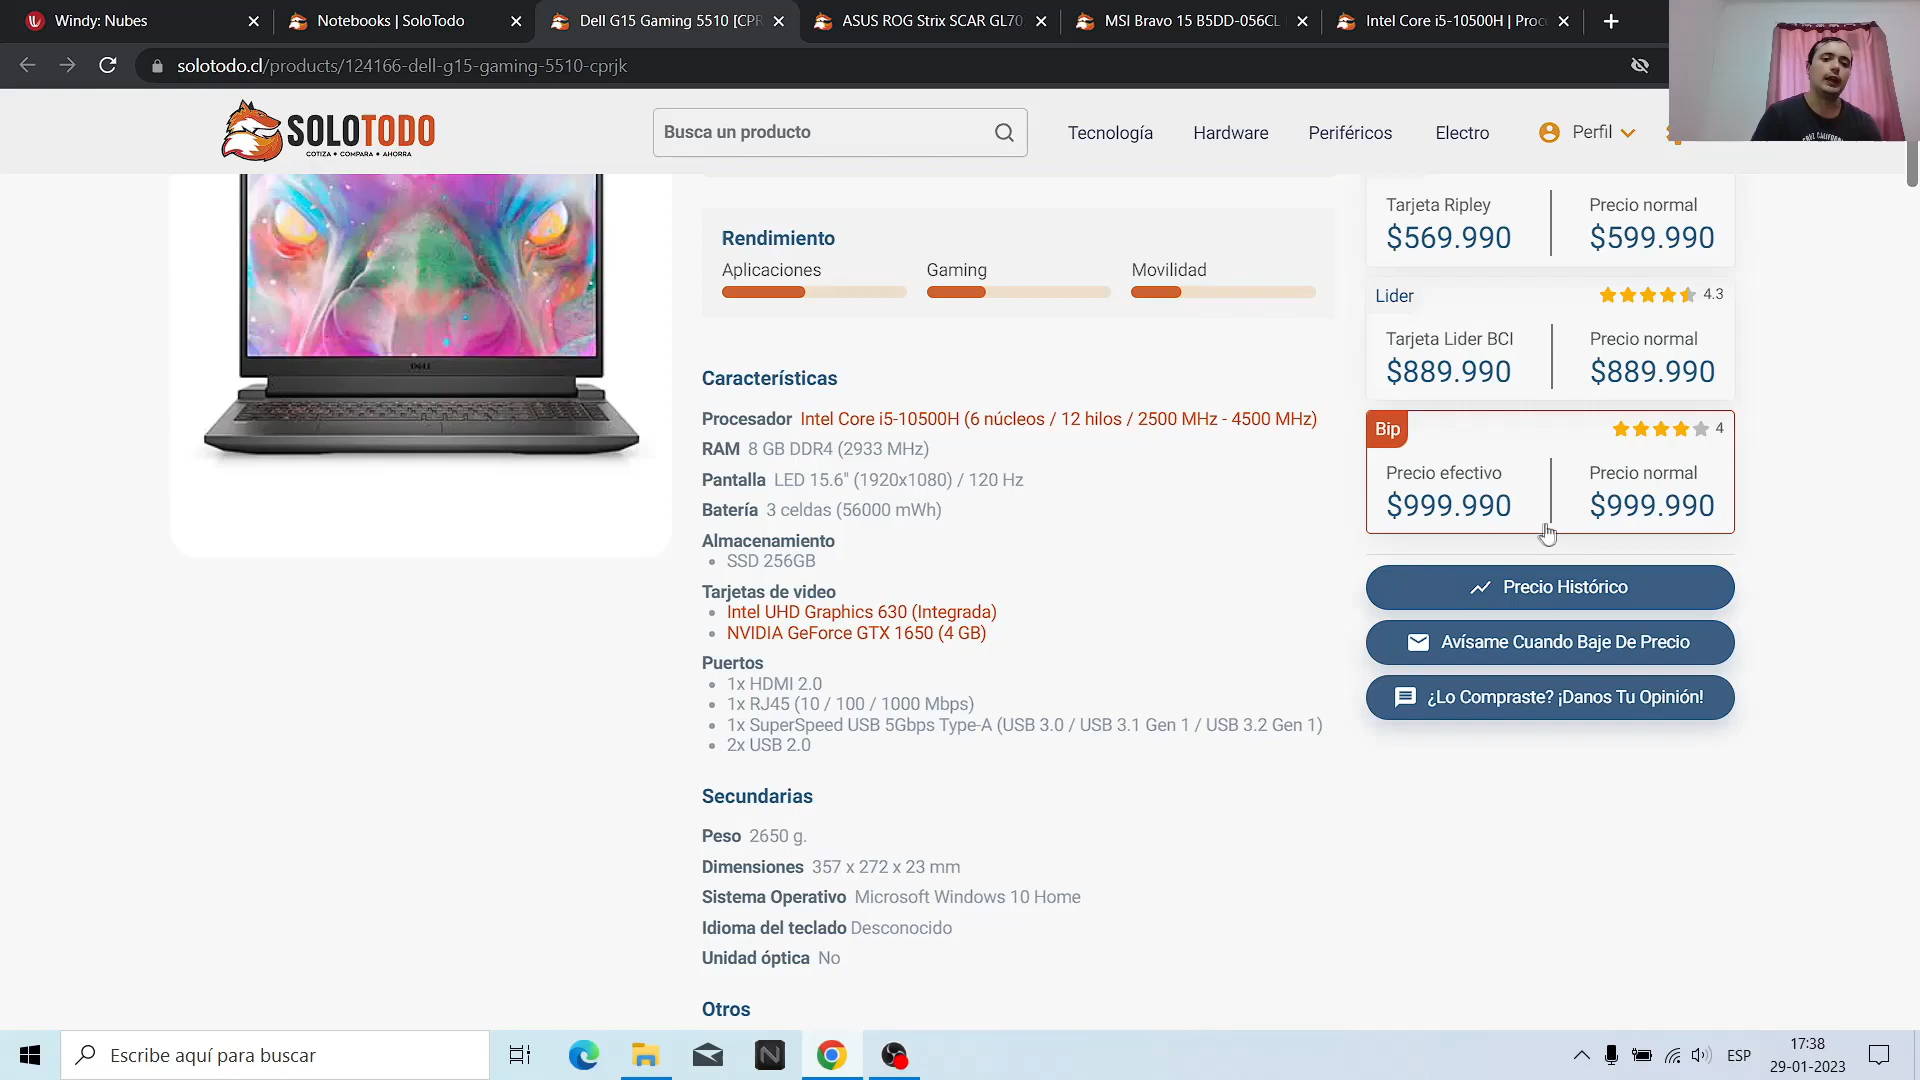 Windy: Nubes
Notebooks | SoloTodo
Dell G15 Gaming 5510 [CPR
ASUS ROG Strix SCAR GL70
MSI Bravo 15 B5DD-056CL
Intel Core i5-10500H | Proc
solotodo.cl/products/124166-dell-g15-gaming-5510-cprjk
SOLOTODO
COTIZA • COMPARA • AHORRA
Busca un producto
Tecnología
Hardware
Periféricos
Electro
Perfil
Rendimiento
Aplicaciones
Gaming
Movilidad
Características
Procesador Intel Core i5-10500H (6 núcleos / 12 hilos / 2500 MHz - 4500 MHz)
RAM 8 GB DDR4 (2933 MHz)
Pantalla LED 15.6" (1920x1080) / 120 Hz
Batería 3 celdas (56000 mWh)
Almacenamiento
• SSD 256GB
Tarjetas de video
• Intel UHD Graphics 630 (Integrada)
• NVIDIA GeForce GTX 1650 (4 GB)
Puertos
• 1x HDMI 2.0
• 1x RJ45 (10 / 100 / 1000 Mbps)
• 1x SuperSpeed USB 5Gbps Type-A (USB 3.0 / USB 3.1 Gen 1 / USB 3.2 Gen 1)
• 2x USB 2.0
Secundarias
Peso 2650 g.
Dimensiones 357 x 272 x 23 mm
Sistema Operativo Microsoft Windows 10 Home
Idioma del teclado Desconocido
Unidad óptica No
Otros
Tarjeta Ripley
$569.990
Precio normal
$599.990
Lider
4.3
Tarjeta Lider BCI
$889.990
Precio normal
$889.990
Bip
4
Precio efectivo
$999.990
Precio normal
$999.990
Precio Histórico
Avísame Cuando Baje De Precio
¿Lo Compraste? ¡Danos Tu Opinión!
DELL
Escribe aquí para buscar
ESP
17:38
29-01-2023